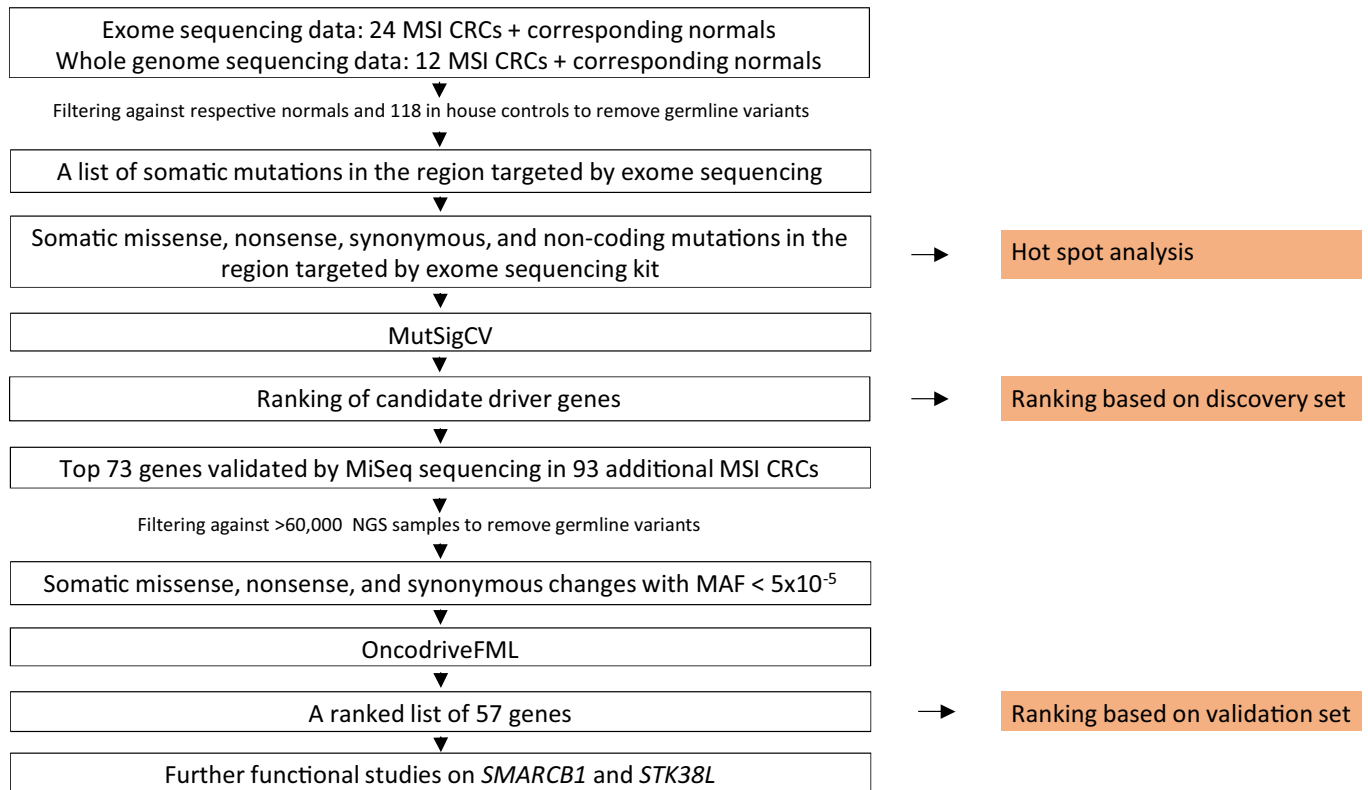 Exome sequencing data: 24 MSI CRCs + corresponding normals
Whole genome sequencing data: 12 MSI CRCs + corresponding normals
Filtering against respective normals and 118 in house controls to remove germline variants
A list of somatic mutations in the region targeted by exome sequencing
Somatic missense, nonsense, synonymous, and non-coding mutations in the
region targeted by exome sequencing kit
Hot spot analysis
MutSigCV
Ranking of candidate driver genes
Ranking based on discovery set
Top 73 genes validated by MiSeq sequencing in 93 additional MSI CRCs
Filtering against >60,000 NGS samples to remove germline variants
Somatic missense, nonsense, and synonymous changes with MAF < 5x10⁻⁵
OncodriveFML
A ranked list of 57 genes
Ranking based on validation set
Further functional studies on SMARCB1 and STK38L